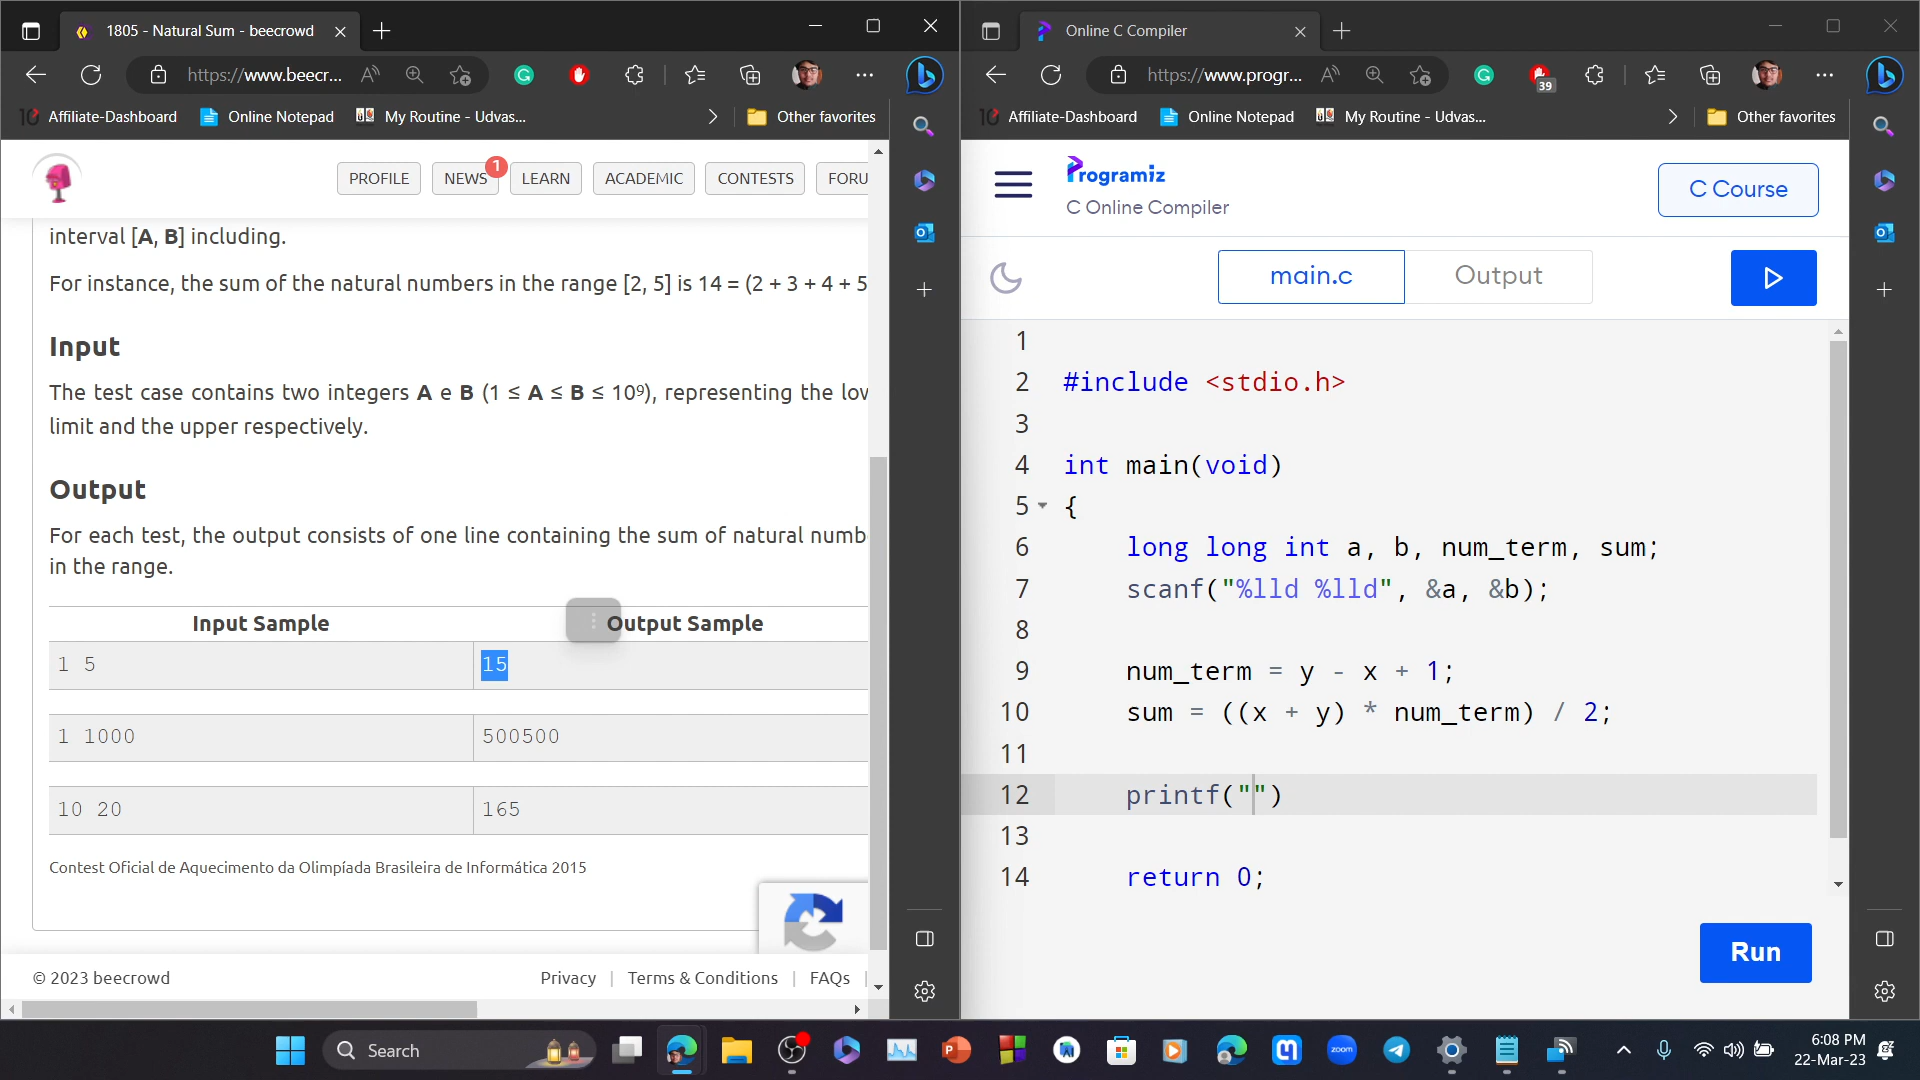 1805 - Natural Sum - beecrowd
https://www.beecr...
Affiliate-Dashboard
Online Notepad
My Routine - Udvas...
Other favorites
PROFILE
NEWS
1
LEARN
ACADEMIC
CONTESTS
FORU
interval [A, B] including.
For instance, the sum of the natural numbers in the range [2, 5] is 14 = (2 + 3 + 4 + 5
Input
The test case contains two integers A e B (1 ≤ A ≤ B ≤ 10⁹), representing the low
limit and the upper respectively.
Output
For each test, the output consists of one line containing the sum of natural numb
in the range.
Input Sample
Output Sample
1 5
15
1 1000
500500
10 20
165
Contest Oficial de Aquecimento da Olimpíada Brasileira de Informática 2015
© 2023 beecrowd
Privacy
Terms & Conditions
FAQs
Online C Compiler
https://www.progr...
39
Affiliate-Dashboard
Online Notepad
My Routine - Udvas...
Other favorites
Programiz
C Online Compiler
C Course
main.c
Output
1
2 #include <stdio.h>
3
4 int main(void)
5 {
6 long long int a, b, num_term, sum;
7 scanf("%lld %lld", &a, &b);
8
9 num_term = y - x + 1;
10 sum = ((x + y) * num_term) / 2;
11
12 printf("")
13
14 return 0;
Run
Search
zoom
6:08 PM
22-Mar-23